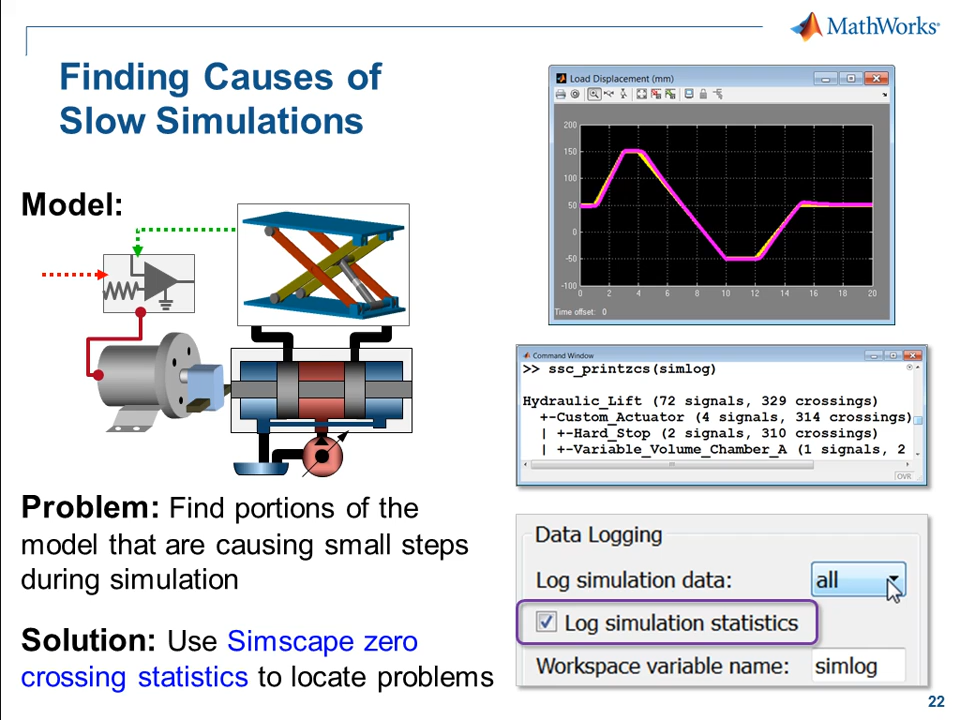 MathWorks®
Finding Causes of
Slow Simulations
Model:
Load Displacement (mm)
200
150
100
50
0
-50
-100
0 2 4 6 8 10 12 14 16 18 20
Time offset: 0
Command Window
>> ssc_printzcs(simlog)
Hydraulic_Lift (72 signals, 329 crossings)
+-Custom_Actuator (4 signals, 314 crossings)
| +-Hard_Stop (2 signals, 310 crossings)
| +-Variable_Volume_Chamber_A (1 signals, 2
OVR
Problem: Find portions of the
model that are causing small steps
during simulation
Solution: Use Simscape zero
crossing statistics to locate problems
Data Logging
Log simulation data: all
Log simulation statistics
Workspace variable name: simlog
22